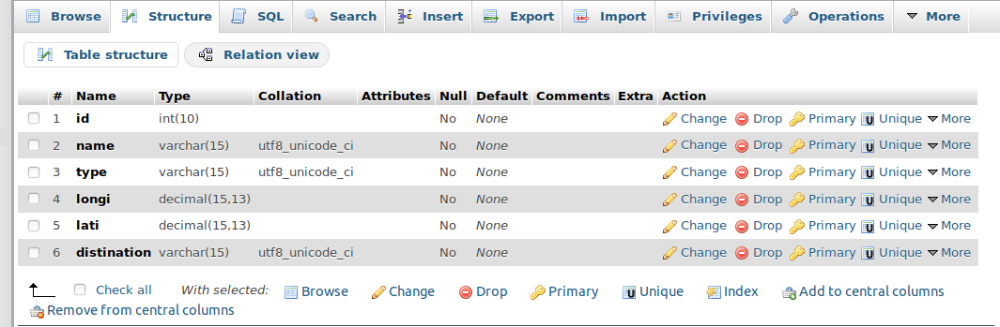 Browse Structure SQL Search Insert Export Import Privileges Operations More
Table structure Relation view
# Name Type Collation Attributes Null Default Comments Extra Action
1 id int(10) No None Change Drop Primary Unique More
2 name varchar(15) utf8_unicode_ci No None Change Drop Primary Unique More
3 type varchar(15) utf8_unicode_ci No None Change Drop Primary Unique More
4 longi decimal(15,13) No None Change Drop Primary Unique More
5 lati decimal(15,13) No None Change Drop Primary Unique More
6 distination varchar(15) utf8_unicode_ci No None Change Drop Primary Unique More
Check all With selected: Browse Change Drop Primary Unique Index Add to central columns
Remove from central columns